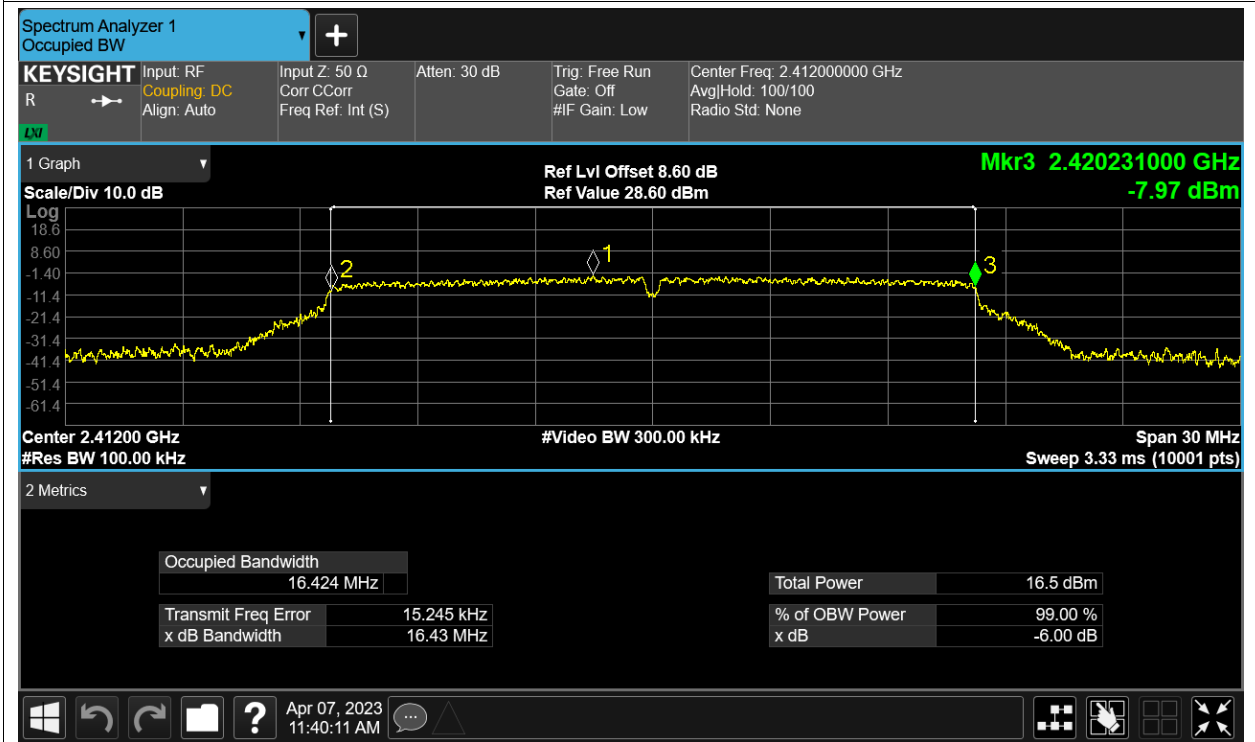 Spectrum Analyzer 1
Occupied BW
KEYSIGHT
R
LXI
Input: RF
Coupling: DC
Align: Auto
Input Z: 50 Ω
Corr CCorr
Freq Ref: Int (S)
Atten: 30 dB
Trig: Free Run
Gate: Off
#IF Gain: Low
Center Freq: 2.412000000 GHz
Avg|Hold: 100/100
Radio Std: None
1 Graph
Scale/Div 10.0 dB
Ref Lvl Offset 8.60 dB
Ref Value 28.60 dBm
Mkr3 2.420231000 GHz
-7.97 dBm
Log
18.6
8.60
-1.40
-11.4
-21.4
-31.4
-41.4
-51.4
-61.4
1
2
3
Center 2.41200 GHz
#Res BW 100.00 kHz
#Video BW 300.00 kHz
Span 30 MHz
Sweep 3.33 ms (10001 pts)
2 Metrics
Occupied Bandwidth
16.424 MHz
Transmit Freq Error 15.245 kHz
x dB Bandwidth 16.43 MHz
Total Power 16.5 dBm
% of OBW Power 99.00 %
x dB -6.00 dB
?
Apr 07, 2023
11:40:11 AM